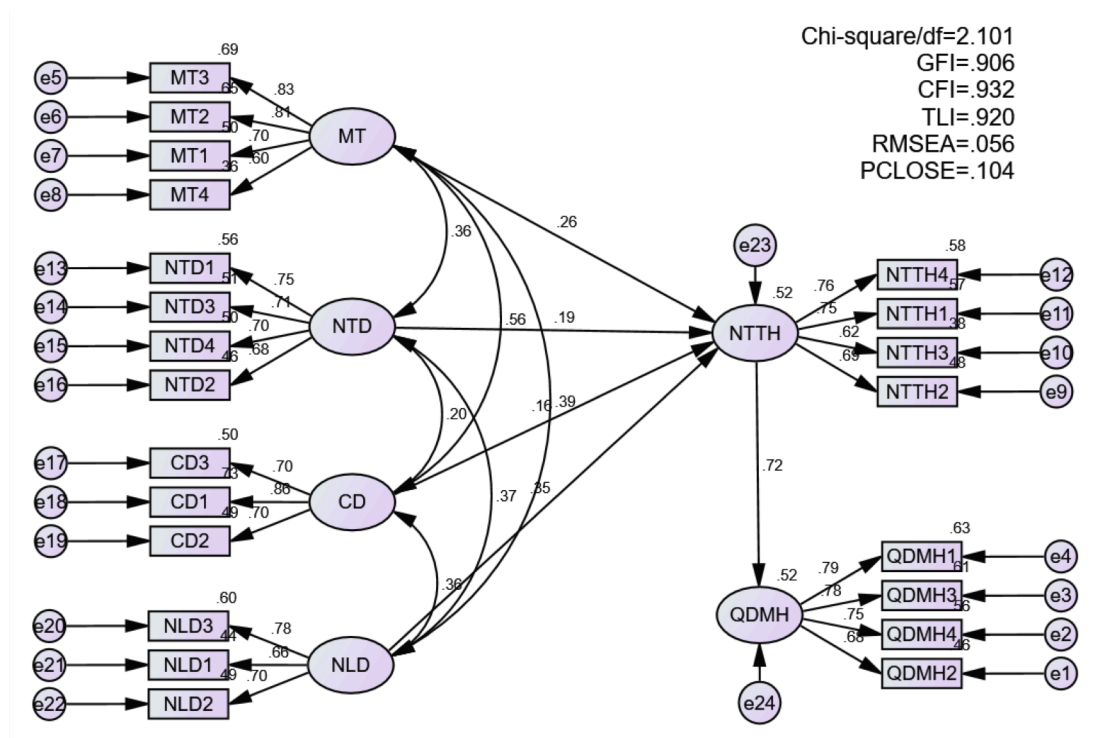 Chi-square/df=2.101
GFI=.906
CFI=.932
TLI=.920
RMSEA=.056
PCLOSE=.104
.69
e5 MT3 .83
.65
e6 MT2 .81
.50
e7 MT1 .70
.36 .60
e8 MT4
MT
.36
.26
.56
e13 NTD1 .75
.51
e14 NTD3 .71
.50
e15 NTD4 .70
.46 .68
e16 NTD2
NTD
.56 .19
.20
.16 .39
.37 .35
.50
e17 CD3 .70
.73
e18 CD1 .86
.49 .70
e19 CD2
CD
.36
.60
e20 NLD3 .78
.44
e21 NLD1 .66
.49 .70
e22 NLD2
NLD
e23
.52
NTTH
.58
.76 NTTH4 e12
.57
.75 NTTH1 e11
.38
.62 NTTH3 e10
.48
.69 NTTH2 e9
.72
.52
QDMH
e24
.63
.79 QDMH1 e4
.61
.78 QDMH3 e3
.56
.75 QDMH4 e2
.46
.68 QDMH2 e1